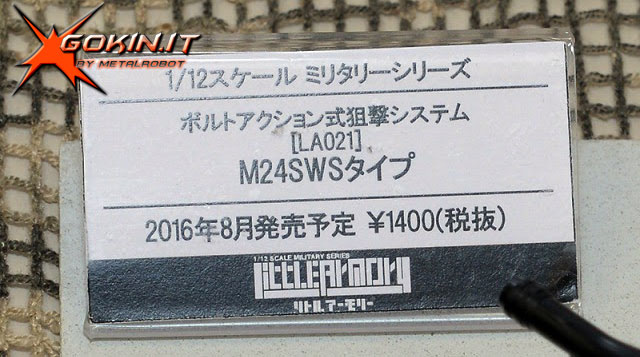 GOKIN.IT
BY METALROBOT
1/12スケール ミリタリーシリーズ
ボルトアクション式狙撃システム
[LA021]
M24SWSタイプ
2016年8月発売予定 ¥1400(税抜)
1/12 SCALE MILITARY SERIES
LittleArmory
リトルアーモリー